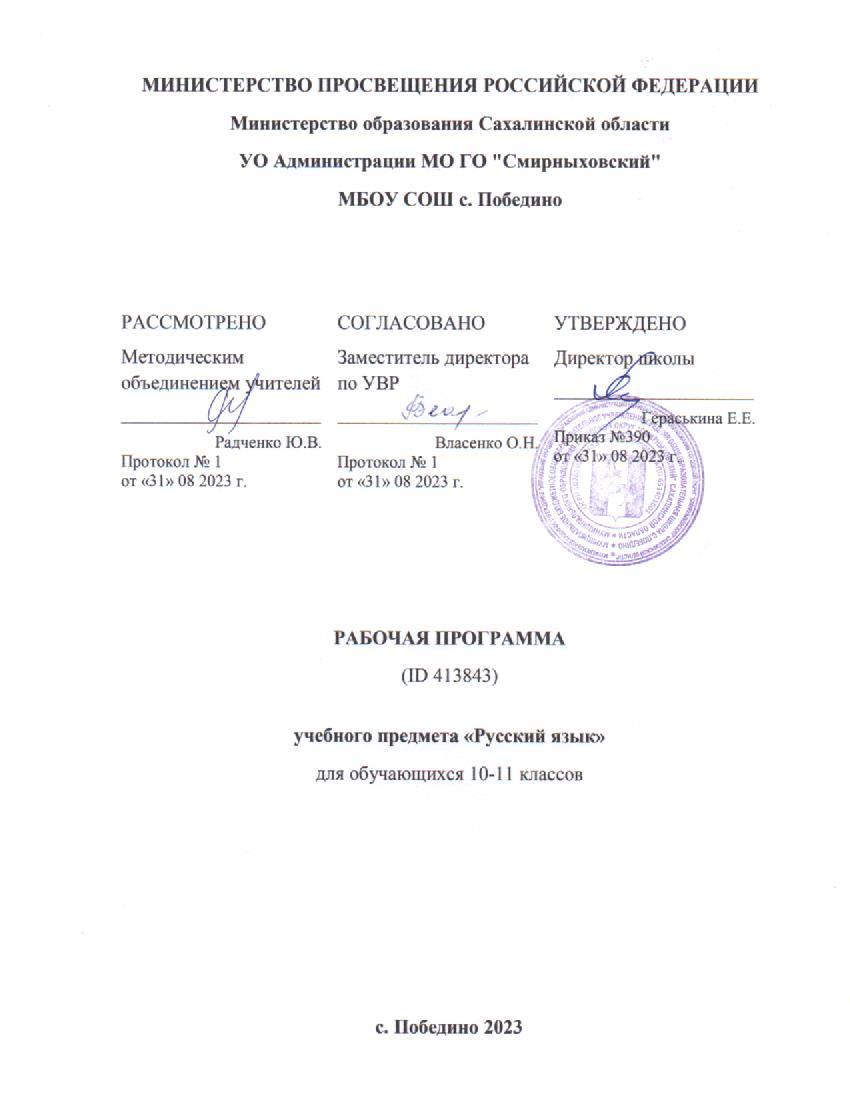 МИНИСТЕРСТВО ПРОСВЕЩЕНИЯ РОССИЙСКОЙ ФЕДЕРАЦИИ
Министерство образования Сахалинской области
УО Администрации МО ГО "Смирныховский"
МБОУ СОШ с. Победино
РАССМОТРЕНО
Методическим
объединением учителей
Радченко Ю.В.
Протокол № 1
от «31» 08 2023 г.
СОГЛАСОВАНО
Заместитель директора
по УВР
Власенко О.Н.
Протокол № 1
от «31» 08 2023 г.
УТВЕРЖДЕНО
Директор школы
Гераськина Е.Е.
Приказ №390
от «31» 08 2023 г.
РАБОЧАЯ ПРОГРАММА
(ID 413843)
учебного предмета «Русский язык»
для обучающихся 10-11 классов
с. Победино 2023